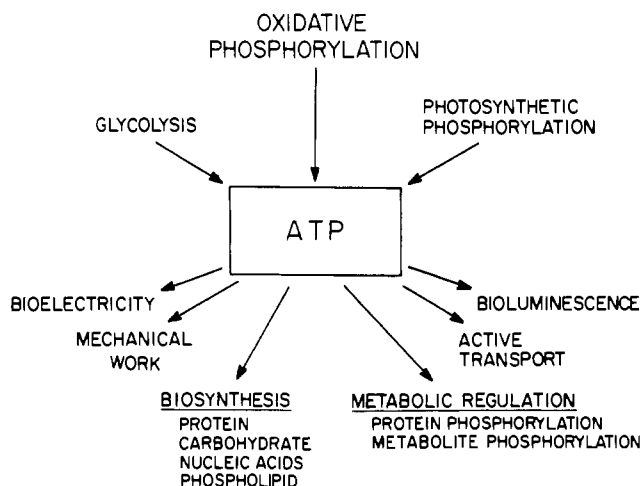 OXIDATIVE
PHOSPHORYLATION
GLYCOLYSIS
PHOTOSYNTHETIC
PHOSPHORYLATION
ATP
BIOELECTRICITY
BIOLUMINESCENCE
MECHANICAL
WORK
ACTIVE
TRANSPORT
BIOSYNTHESIS
PROTEIN
CARBOHYDRATE
NUCLEIC ACIDS
PHOSPHOLIPID
METABOLIC REGULATION
PROTEIN PHOSPHORYLATION
METABOLITE PHOSPHORYLATION